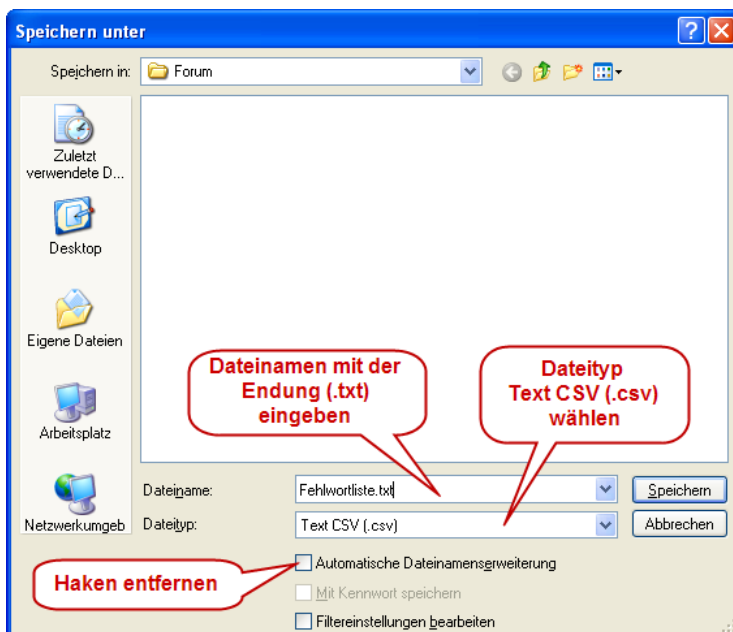 Speichern unter
Speichern in:
Forum
Zuletzt
verwendete D...
Desktop
Eigene Dateien
Arbeitsplatz
Netzwerkumgeb
Dateinamen mit der
Endung (.txt)
eingeben
Dateityp
Text CSV (.csv)
wählen
Dateiname:
Fehlwortliste.txt
Speichern
Dateityp:
Text CSV (.csv)
Abbrechen
Haken entfernen
Automatische Dateinamenserweiterung
Mit Kennwort speichern
Filtereinstellungen bearbeiten